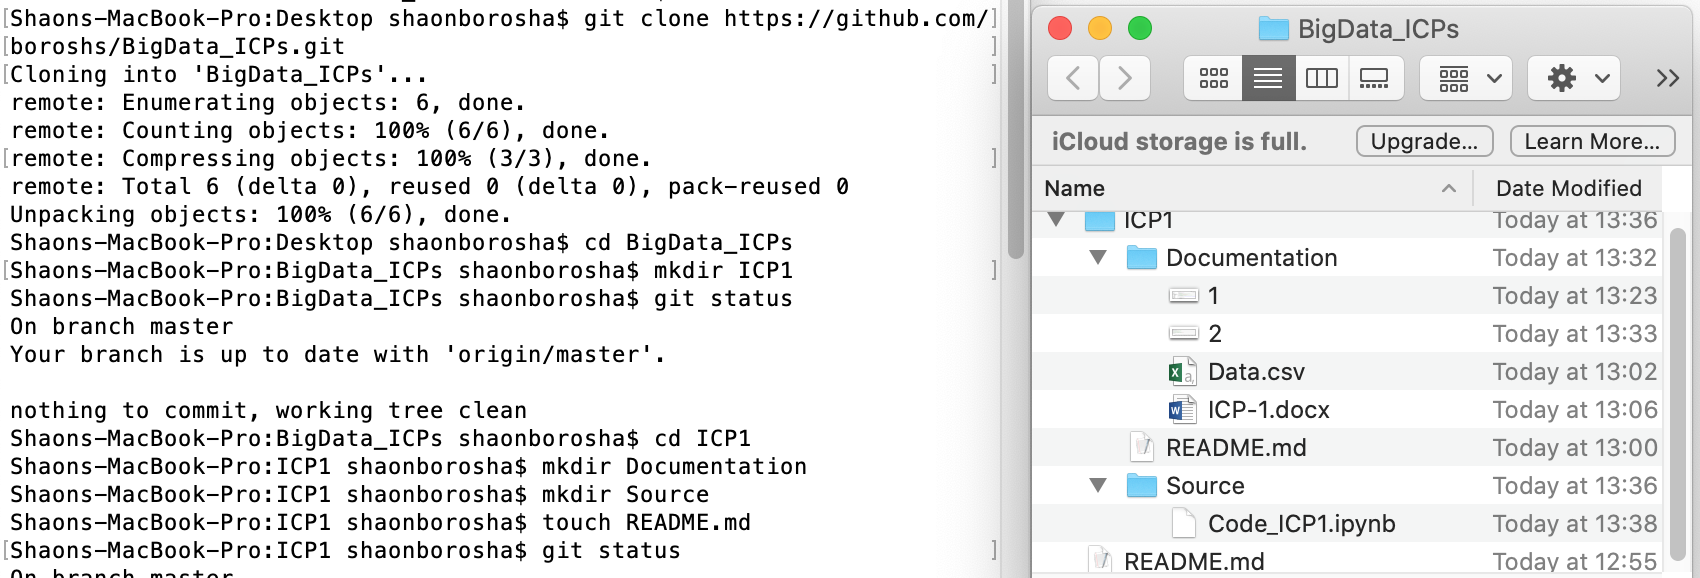 Shaons-MacBook-Pro:Desktop shaonborosha$ git clone https://github.com/
boroshs/BigData_ICPs.git
Cloning into 'BigData_ICPs'...
remote: Enumerating objects: 6, done.
remote: Counting objects: 100% (6/6), done.
remote: Compressing objects: 100% (3/3), done.
remote: Total 6 (delta 0), reused 0 (delta 0), pack-reused 0
Unpacking objects: 100% (6/6), done.
Shaons-MacBook-Pro:Desktop shaonborosha$ cd BigData_ICPs
Shaons-MacBook-Pro:BigData_ICPs shaonborosha$ mkdir ICP1
Shaons-MacBook-Pro:BigData_ICPs shaonborosha$ git status
On branch master
Your branch is up to date with 'origin/master'.
nothing to commit, working tree clean
Shaons-MacBook-Pro:BigData_ICPs shaonborosha$ cd ICP1
Shaons-MacBook-Pro:ICP1 shaonborosha$ mkdir Documentation
Shaons-MacBook-Pro:ICP1 shaonborosha$ mkdir Source
Shaons-MacBook-Pro:ICP1 shaonborosha$ touch README.md
Shaons-MacBook-Pro:ICP1 shaonborosha$ git status
On branch master
BigData_ICPs
iCloud storage is full. Upgrade... Learn More...
Name Date Modified
ICP1 Today at 13:36
Documentation Today at 13:32
1 Today at 13:23
2 Today at 13:33
Data.csv Today at 13:02
ICP-1.docx Today at 13:06
README.md Today at 13:00
Source Today at 13:36
Code_ICP1.ipynb Today at 13:38
README.md Today at 12:55